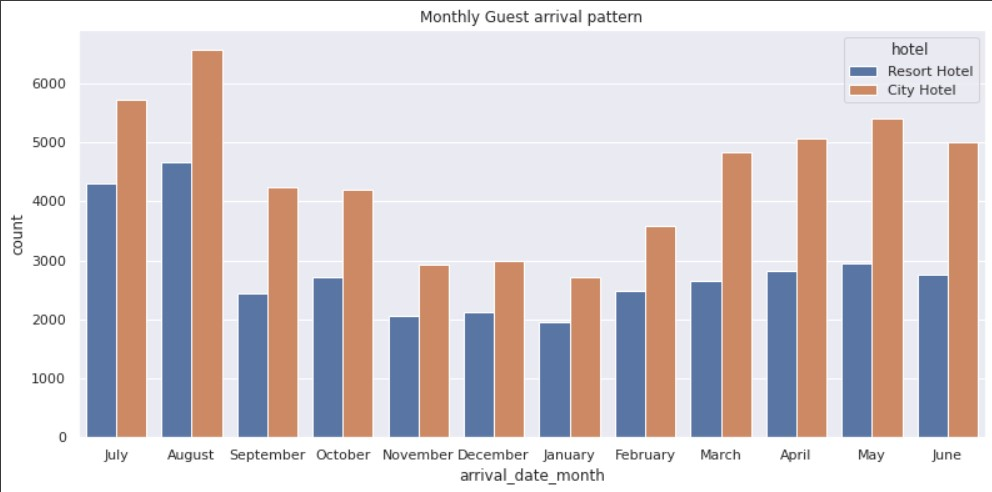 Monthly Guest arrival pattern
hotel
Resort Hotel
City Hotel
count
6000
5000
4000
3000
2000
1000
0
July August September October November December January February March April May June
arrival_date_month